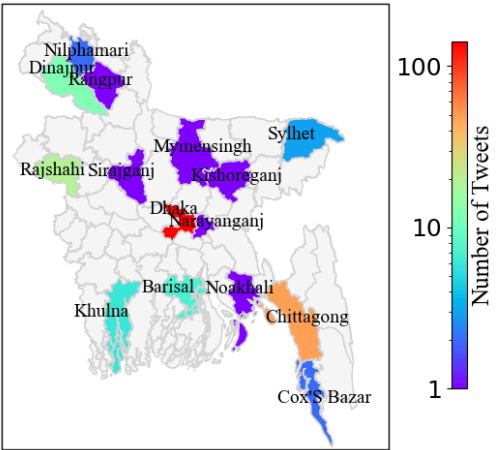 Nilphamari
Dinajpur
Rangpur
Sylhet
Mymensingh
Rajshahi
Sirajganj
Kishoreganj
Dhaka
Narayanganj
Barisal
Noakhali
Khulna
Chittagong
Cox'S Bazar
100
10
1
Number of Tweets